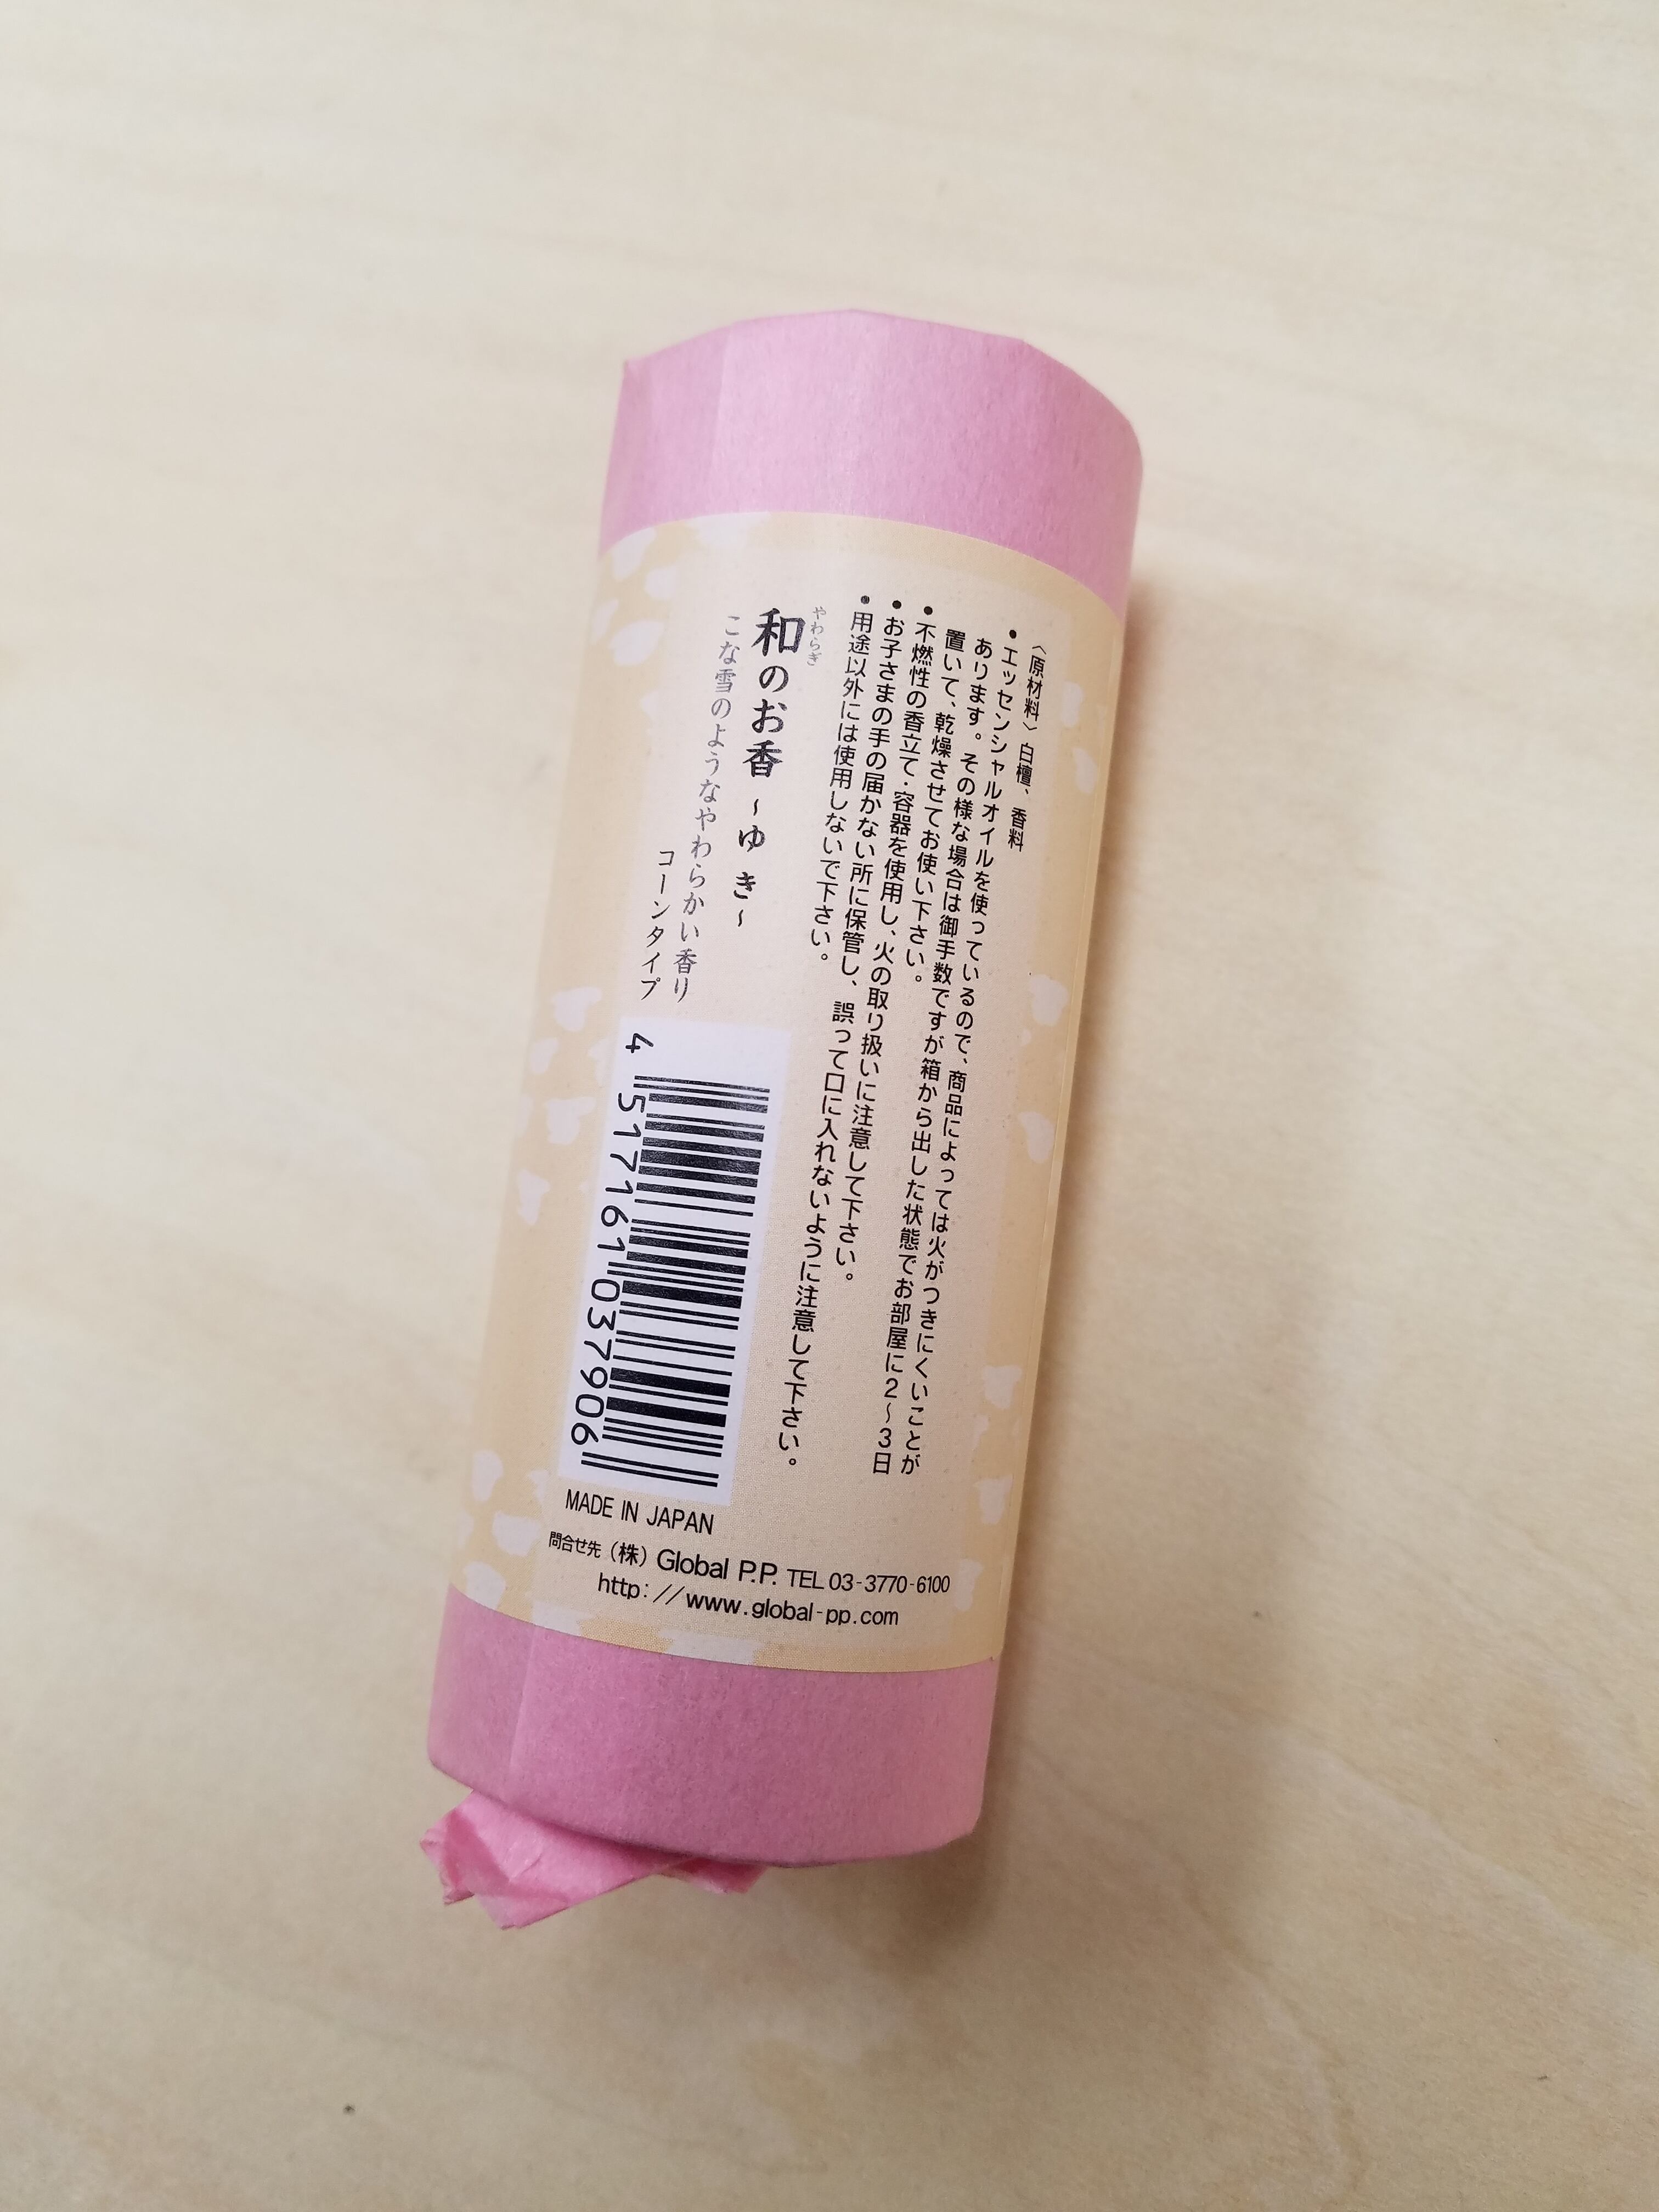 〈原材料〉白檀、香料
• エッセンシャルオイルを使っているので、商品によっては火がつきにくいことが
あります。その様な場合は御手数ですが箱から出した状態でお部屋に2～3日
置いて、乾燥させてお使い下さい。
• 不燃性の香立て・容器を使用し、火の取り扱いに注意して下さい。
• お子さまの手の届かない所に保管し、誤って口に入れないように注意して下さい。
• 用途以外には使用しないで下さい。
やわらぎ
和のお香 ～ゆき～
こな雪のようなやわらかい香り
コーンタイプ
4 517161 037906
MADE IN JAPAN
問合せ先（株）Global P.P. TEL 03-3770-6100
http://www.global-pp.com